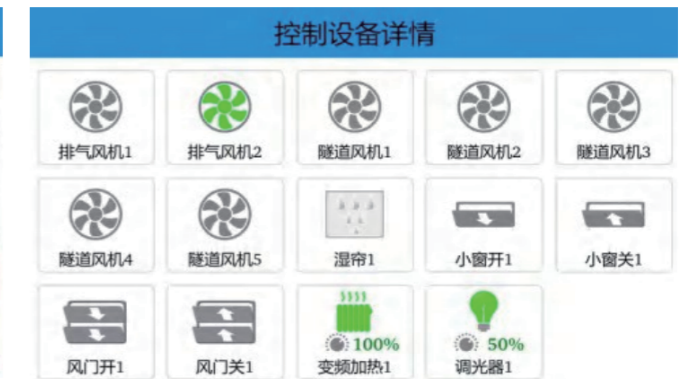 控制设备详情
排气风机1
排气风机2
隧道风机1
隧道风机2
隧道风机3
隧道风机4
隧道风机5
湿帘1
小窗开1
小窗关1
风门开1
风门关1
100%
变频加热1
50%
调光器1